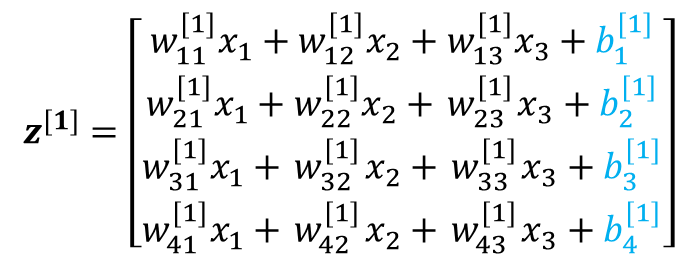 z^[1] = [ w_11^[1] x_1 + w_12^[1] x_2 + w_13^[1] x_3 + b_1^[1]
w_21^[1] x_1 + w_22^[1] x_2 + w_23^[1] x_3 + b_2^[1]
w_31^[1] x_1 + w_32^[1] x_2 + w_33^[1] x_3 + b_3^[1]
w_41^[1] x_1 + w_42^[1] x_2 + w_43^[1] x_3 + b_4^[1] ]